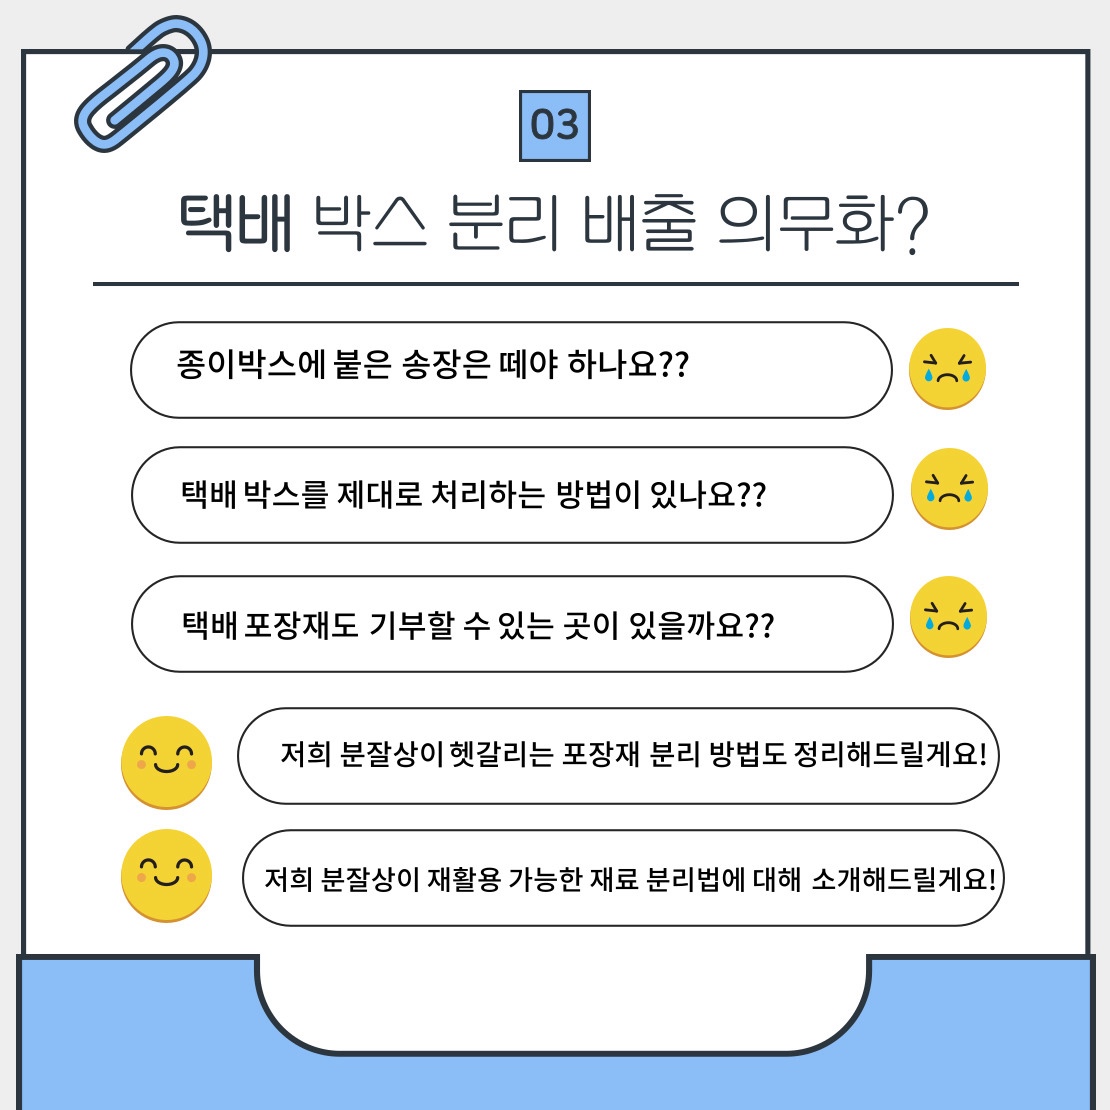 03
택배 박스 분리 배출 의무화?
종이박스에 붙은 송장은 떼야 하나요??
택배 박스를 제대로 처리하는 방법이 있나요??
택배 포장재도 기부할 수 있는 곳이 있을까요??
저희 분잘상이 헷갈리는 포장재 분리 방법도 정리해드릴게요!
저희 분잘상이 재활용 가능한 재료 분리법에 대해 소개해드릴게요!